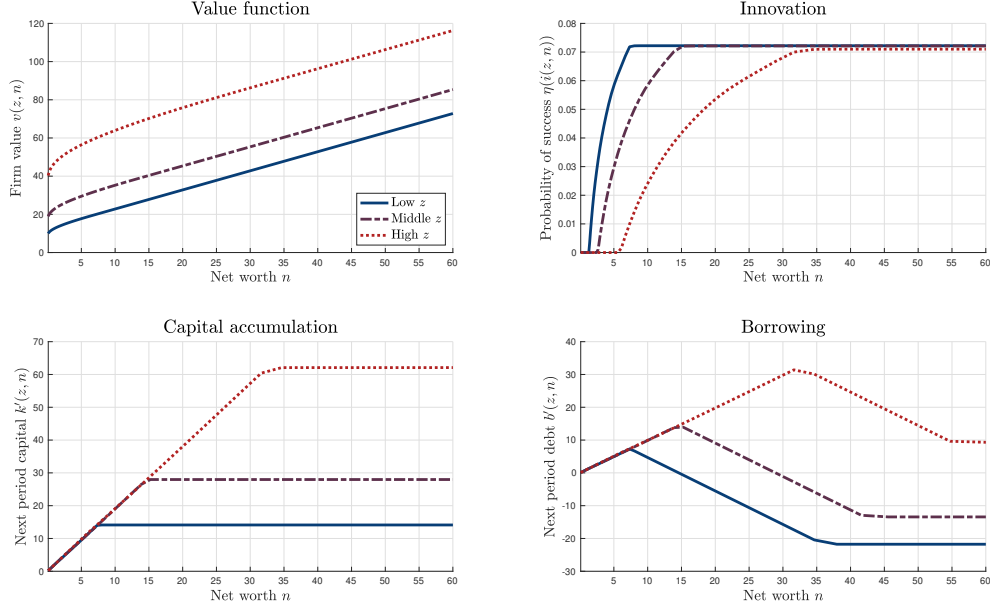 Value function
Firm value v(z, n)
120
100
80
60
40
20
0
5 10 15 20 25 30 35 40 45 50 55 60
Net worth n
Low z
Middle z
High z
Innovation
Probability of success η(i(z, n))
0.08
0.07
0.06
0.05
0.04
0.03
0.02
0.01
0
5 10 15 20 25 30 35 40 45 50 55 60
Net worth n
Capital accumulation
Next period capital k′(z, n)
70
60
50
40
30
20
10
0
5 10 15 20 25 30 35 40 45 50 55 60
Net worth n
Borrowing
Next period debt b′(z, n)
40
30
20
10
0
-10
-20
-30
5 10 15 20 25 30 35 40 45 50 55 60
Net worth n